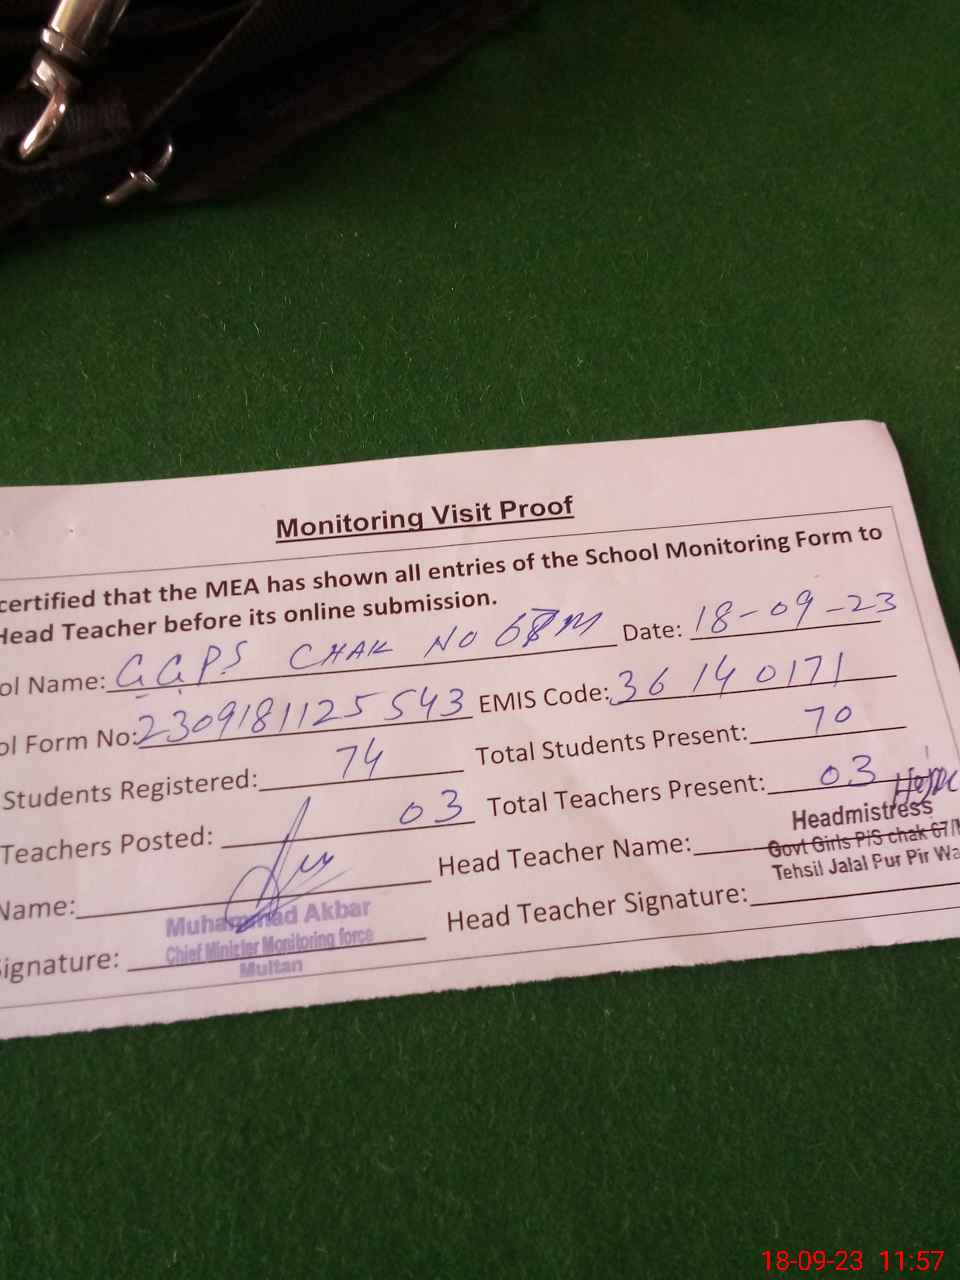 Monitoring Visit Proof
certified that the MEA has shown all entries of the School Monitoring Form to
Head Teacher before its online submission.
ol Name: GGPS CHAK NO Date: 18-09-23
ol Form No: 2309181125543 EMIS Code: 36140171
Students Registered: 74 Total Students Present: 70
Teachers Posted: 03 Total Teachers Present: 03
Name: Head Teacher Name: Headmistress
Govt Girls P/S chak 67/M
Tehsil Jalal Pur Pir Wa
Signature: Head Teacher Signature:
Muhammad Akbar
Chief Minister Monitoring force
Multan
18-09-23 11:57